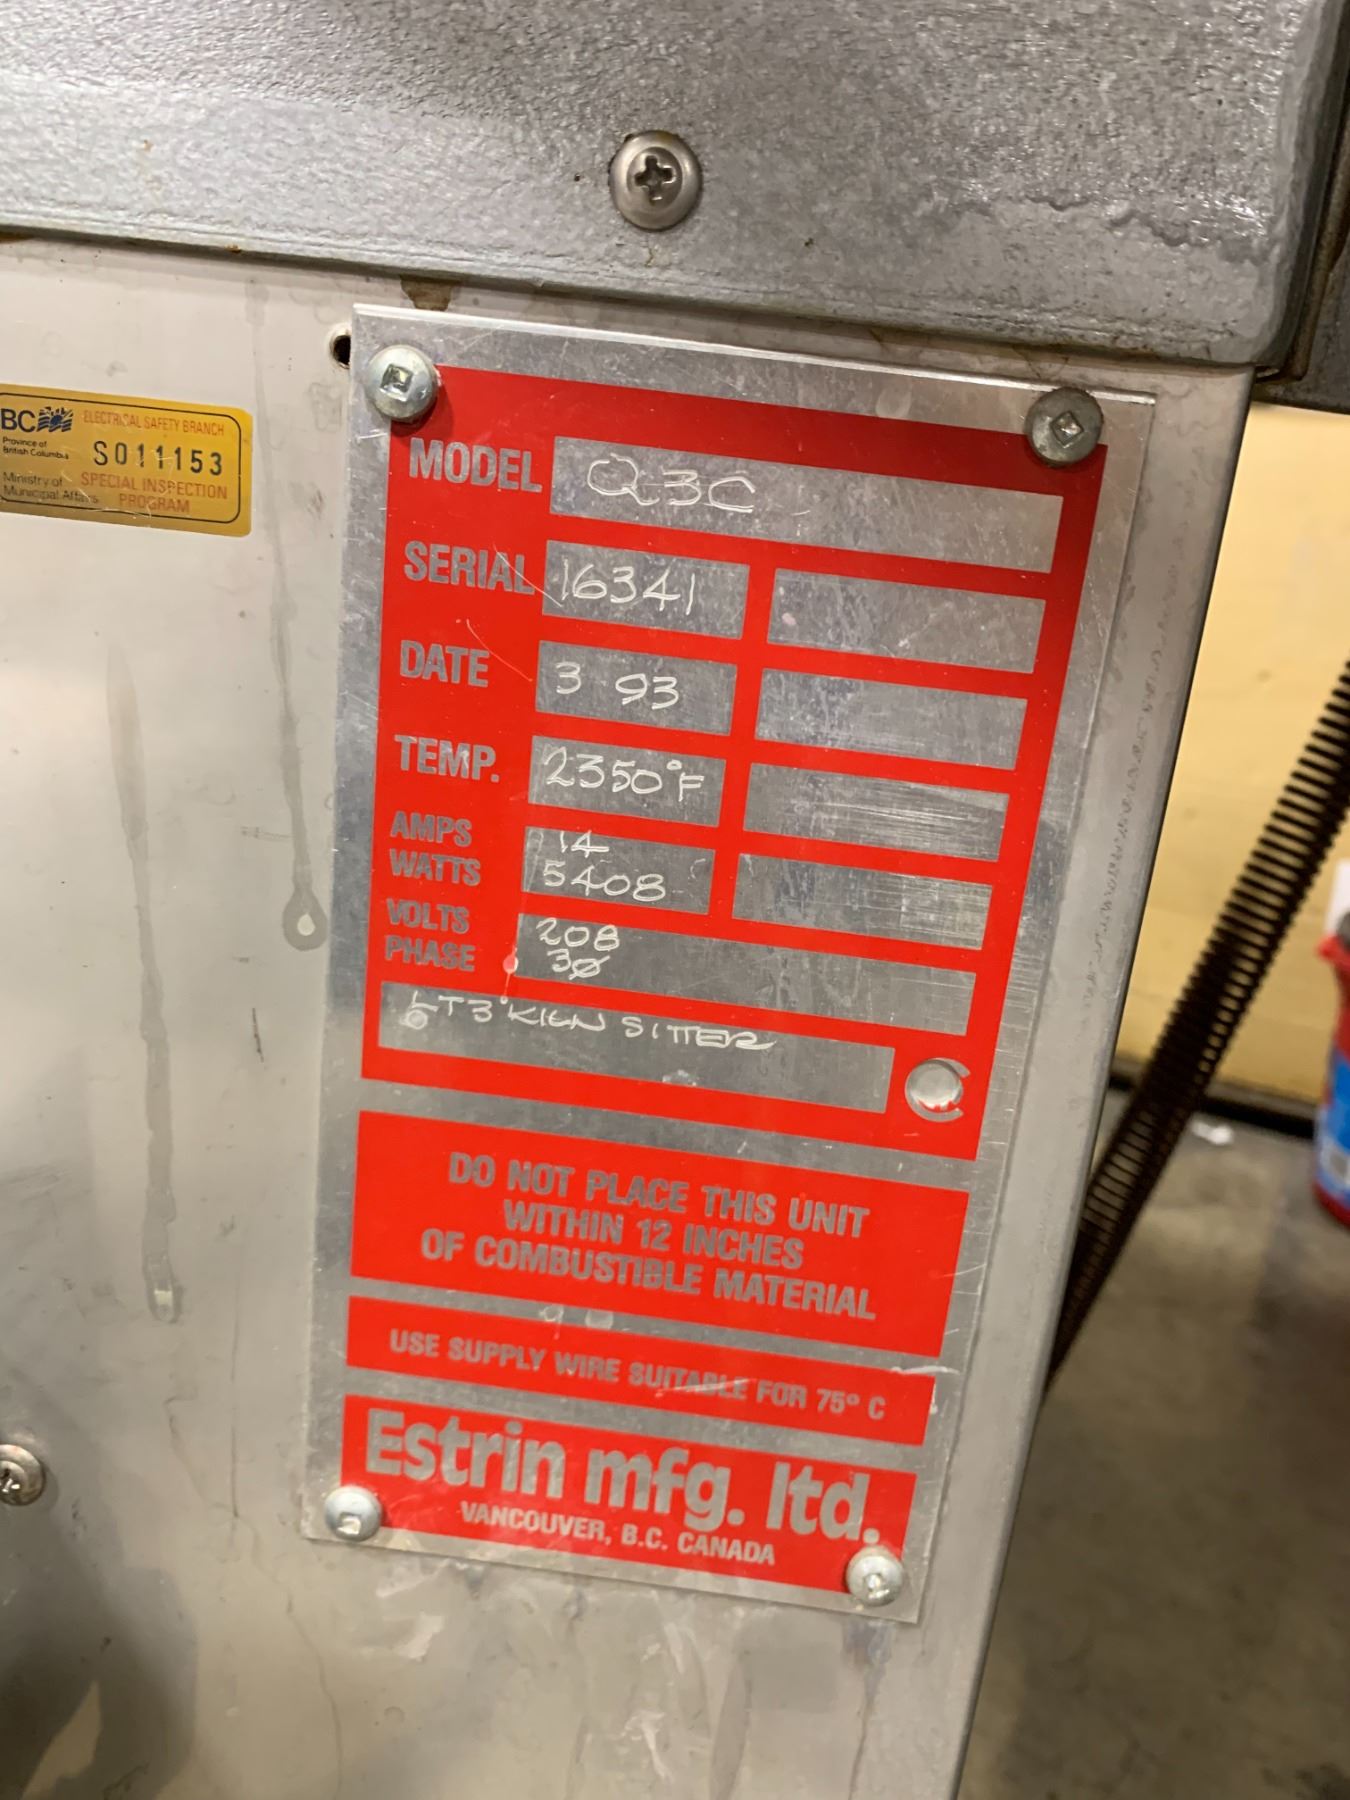 BC
Province of
British Columbia
Ministry of
Municipal Affairs
ELECTRICAL SAFETY BRANCH
S011153
SPECIAL INSPECTION
PROGRAM
MODEL Q3C
SERIAL 16341
DATE 3 93
TEMP. 2350°F
AMPS 14
WATTS 5408
VOLTS 208
PHASE 3Ø
LT3°KILN SITTER
DO NOT PLACE THIS UNIT
WITHIN 12 INCHES
OF COMBUSTIBLE MATERIAL
USE SUPPLY WIRE SUITABLE FOR 75° C
Estrin mfg. ltd.
VANCOUVER, B.C. CANADA